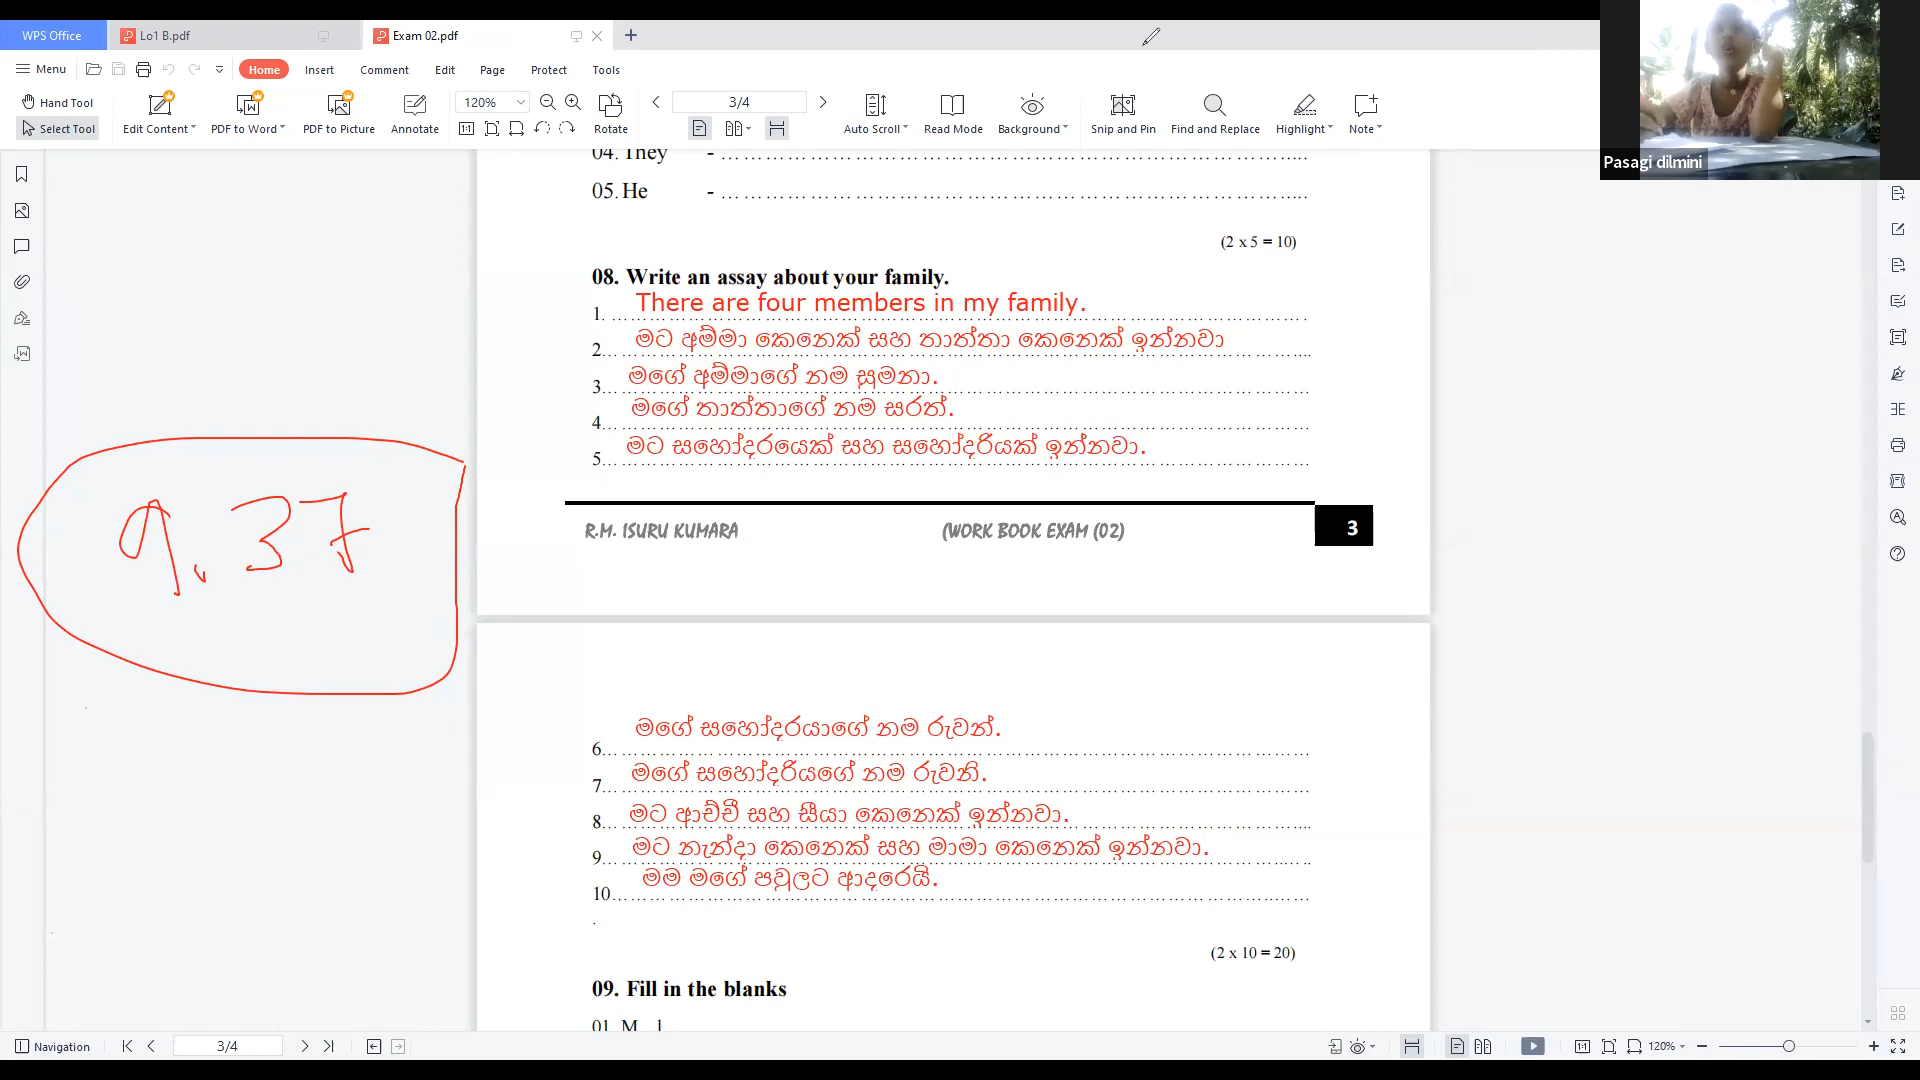 WPS Office
Lo1 B.pdf
Exam 02.pdf
Menu
Home
Insert
Comment
Edit
Page
Protect
Tools
Hand Tool
Select Tool
Edit Content
PDF to Word
PDF to Picture
Annotate
120%
Rotate
3/4
Auto Scroll
Read Mode
Background
Snip and Pin
Find and Replace
Highlight
Note
Pasagi dilmini
04. They - ................................................
05. He - ................................................
(2 x 5 = 10)
08. Write an assay about your family.
1. There are four members in my family.
2. මට අම්මා කෙනෙක් සහ තාත්තා කෙනෙක් ඉන්නවා
3. මගේ අම්මාගේ නම සුමනා.
4. මගේ තාත්තාගේ නම සරත්.
5. මට සහෝදරයෙක් සහ සහෝදරියක් ඉන්නවා.
R.M. ISURU KUMARA (WORK BOOK EXAM (02) 3
9.37
6. මගේ සහෝදරයාගේ නම රුවන්.
7. මගේ සහෝදරියගේ නම රුවනි.
8. මට ආච්චී සහ සීයා කෙනෙක් ඉන්නවා.
9. මට නැන්දා කෙනෙක් සහ මාමා කෙනෙක් ඉන්නවා.
10. මම මගේ පවුලට ආදරෙයි.
(2 x 10 = 20)
09. Fill in the blanks
Navigation
3/4
120%